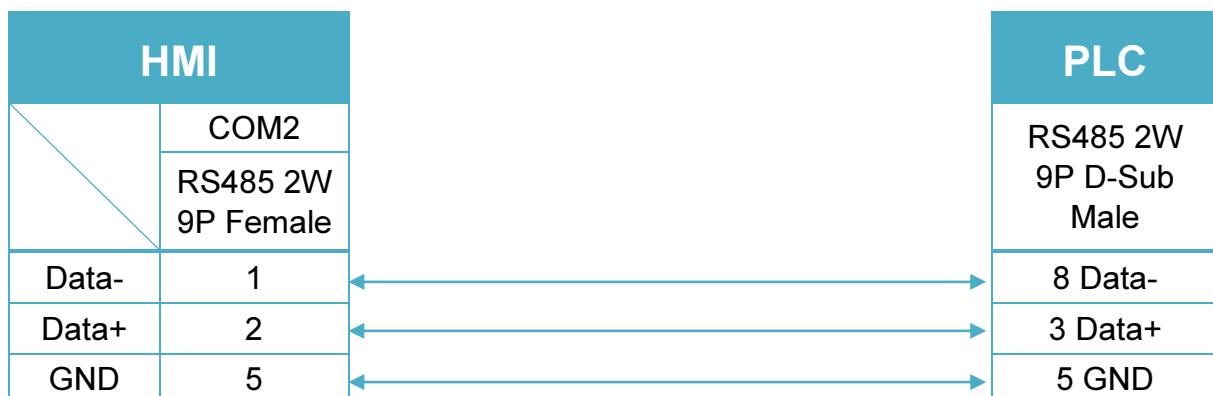 HMI
PLC
COM2
RS485 2W
9P Female
RS485 2W
9P D-Sub
Male
Data- 1 8 Data-
Data+ 2 3 Data+
GND 5 5 GND